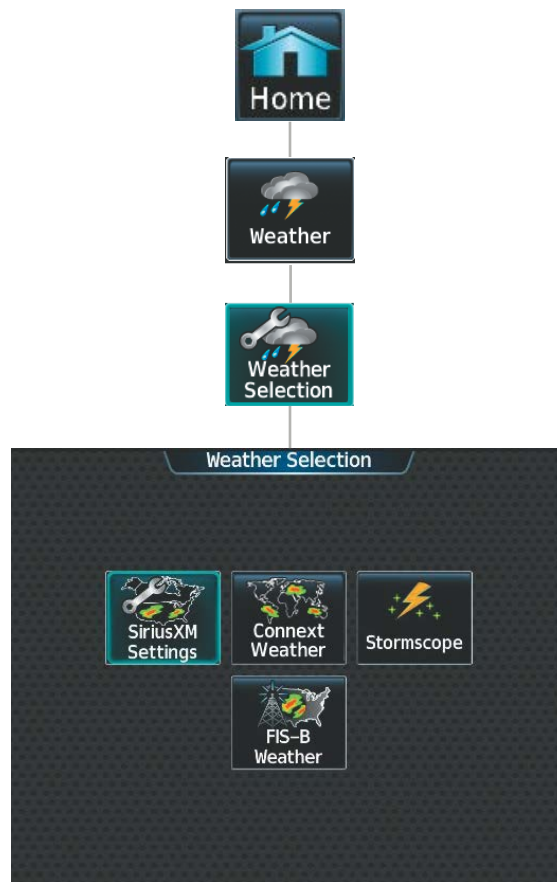 Home
Weather
Weather
Selection
Weather Selection
SiriusXM
Settings
Connext
Weather
Stormscope
FIS-B
Weather